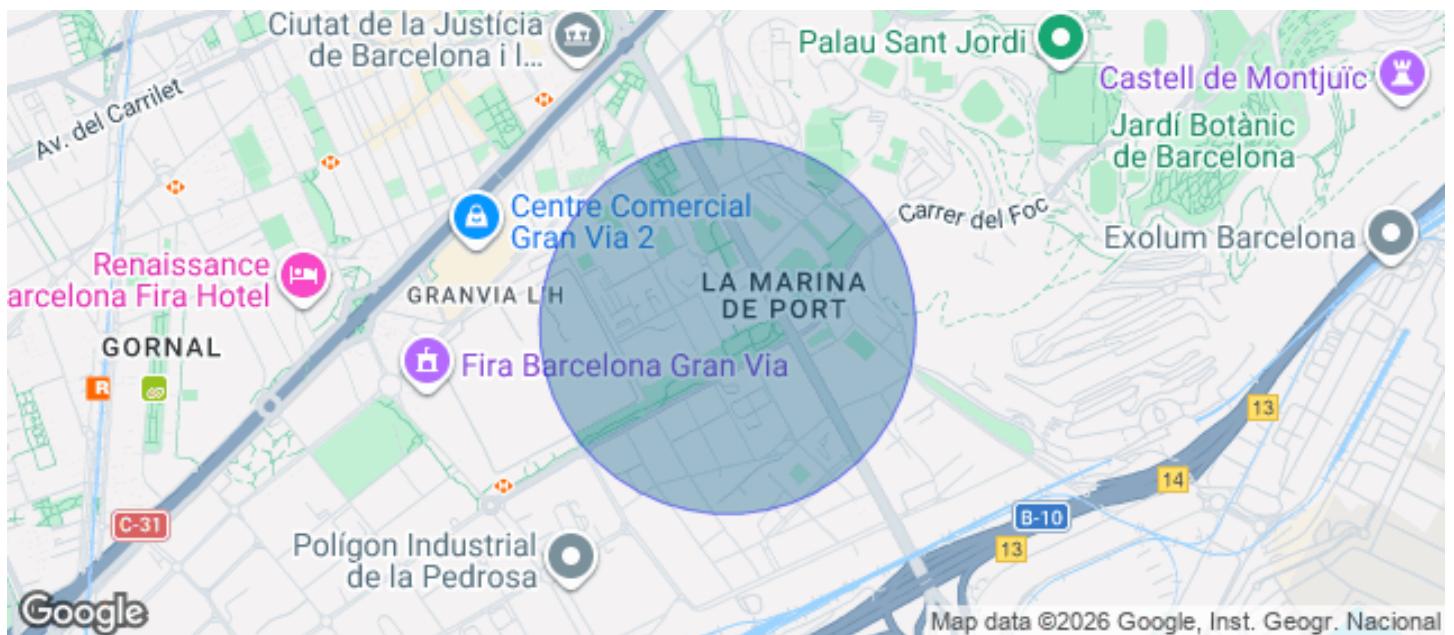 Ciutat de la Justícia
de Barcelona i l...
Palau Sant Jordi
Castell de Montjuïc
Av. del Carrilet
Jardí Botànic
de Barcelona
Centre Comercial
Gran Via 2
Carrer del Foc
Exolum Barcelona
Renaissance
arcelona Fira Hotel
GRANVIA L'H
LA MARINA
DE PORT
GORNAL
Fira Barcelona Gran Via
R
13
14
C-31
B-10
13
Polígon Industrial
de la Pedrosa
Google
Map data ©2026 Google, Inst. Geogr. Nacional